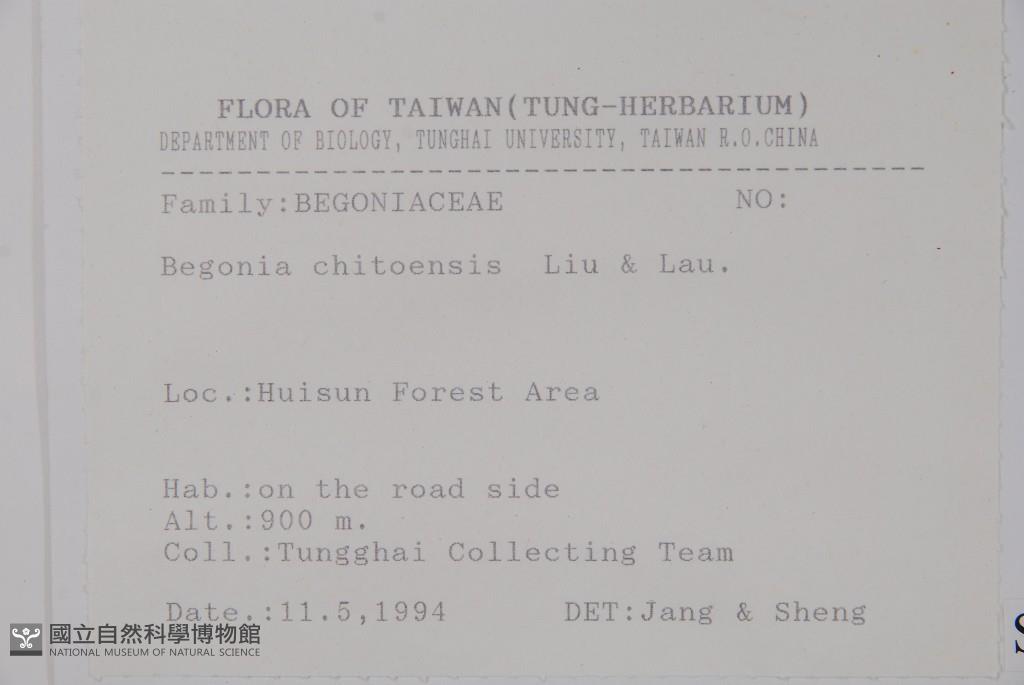 FLORA OF TAIWAN(TUNG-HERBARIUM)
DEPARTMENT OF BIOLOGY, TUNGHAI UNIVERSITY, TAIWAN R.O.CHINA
Family:BEGONIACEAE NO:
Begonia chitoensis Liu & Lau.
Loc.:Huisun Forest Area
Hab.:on the road side
Alt.:900 m.
Coll.:Tungghai Collecting Team
Date.:11.5,1994 DET:Jang & Sheng
國立自然科學博物館
NATIONAL MUSEUM OF NATURAL SCIENCE